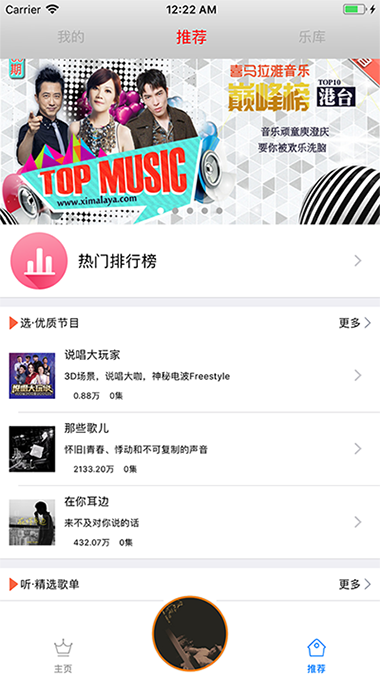 Carrier
12:22 AM
我的
推荐
乐库
期
喜马拉雅音乐
巅峰榜
TOP10
港台
音乐顽童庾澄庆
要你被欢乐洗脑
TOP MUSIC
www.ximalaya.com
热门排行榜
选·优质节目
更多
说唱大玩家
3D场景，说唱大咖，神秘电波Freestyle
0.88万 0集
那些歌儿
怀旧|青春、悸动和不可复制的声音
2133.20万 0集
在你耳边
来不及对你说的话
432.07万 0集
听·精选歌单
更多
主页
推荐